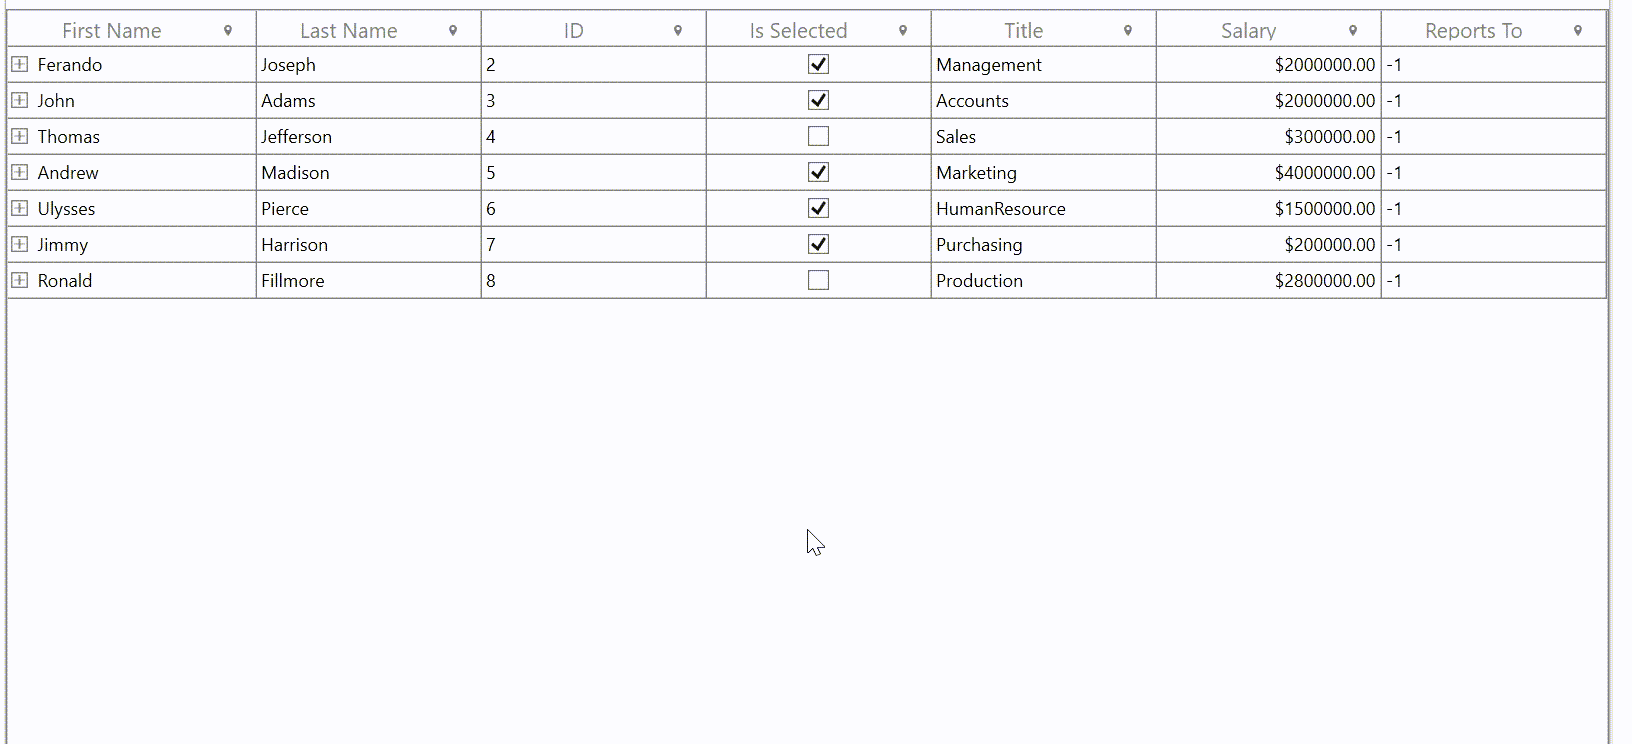 First Name Last Name ID Is Selected Title Salary Reports To
Ferando Joseph 2 Management $2000000.00 -1
John Adams 3 Accounts $2000000.00 -1
Thomas Jefferson 4 Sales $300000.00 -1
Andrew Madison 5 Marketing $4000000.00 -1
Ulysses Pierce 6 HumanResource $1500000.00 -1
Jimmy Harrison 7 Purchasing $200000.00 -1
Ronald Fillmore 8 Production $2800000.00 -1